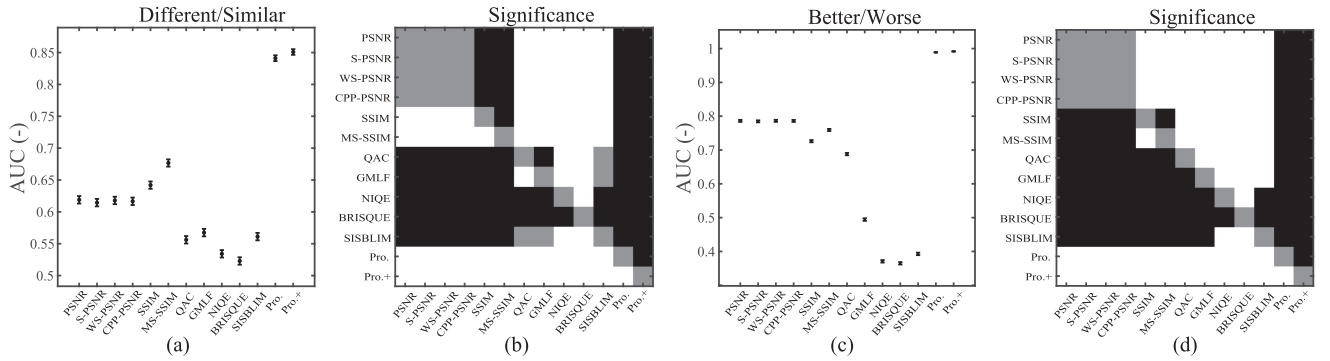 Different/Similar
AUC (-)
0.85
0.8
0.75
0.7
0.65
0.6
0.55
0.5
PSNR
S-PSNR
WS-PSNR
CPP-PSNR
SSIM
MS-SSIM
QAC
GMLF
NIQE
BRISQUE
SISBLIM
Pro.
Pro.+
(a)
Significance
PSNR
S-PSNR
WS-PSNR
CPP-PSNR
SSIM
MS-SSIM
QAC
GMLF
NIQE
BRISQUE
SISBLIM
Pro.
Pro.+
PSNR
S-PSNR
WS-PSNR
CPP-PSNR
SSIM
MS-SSIM
QAC
GMLF
NIQE
BRISQUE
SISBLIM
Pro.
Pro.+
(b)
Better/Worse
AUC (-)
1
0.9
0.8
0.7
0.6
0.5
0.4
PSNR
S-PSNR
WS-PSNR
CPP-PSNR
SSIM
MS-SSIM
QAC
GMLF
NIQE
BRISQUE
SISBLIM
Pro.
Pro.+
(c)
Significance
PSNR
S-PSNR
WS-PSNR
CPP-PSNR
SSIM
MS-SSIM
QAC
GMLF
NIQE
BRISQUE
SISBLIM
Pro.
Pro.+
PSNR
S-PSNR
WS-PSNR
CPP-PSNR
SSIM
MS-SSIM
QAC
GMLF
NIQE
BRISQUE
SISBLIM
Pro.
Pro.+
(d)